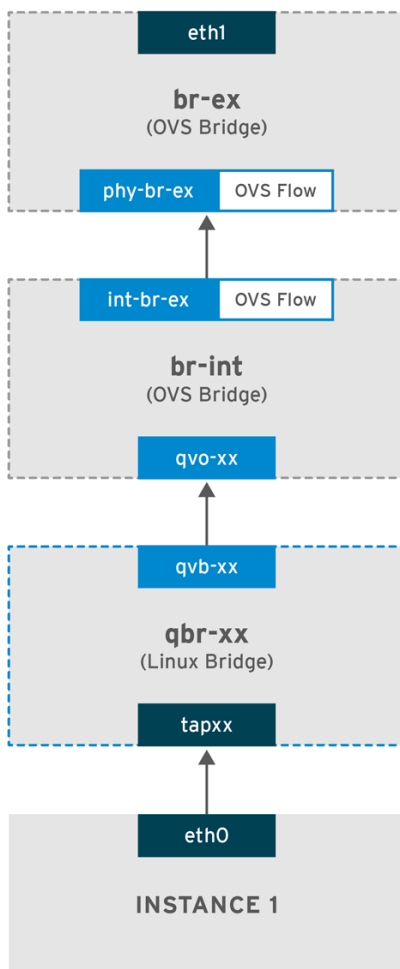 eth1
br-ex
(OVS Bridge)
phy-br-ex OVS Flow
int-br-ex OVS Flow
br-int
(OVS Bridge)
qvo-xx
qvb-xx
qbr-xx
(Linux Bridge)
tapxx
eth0
INSTANCE 1